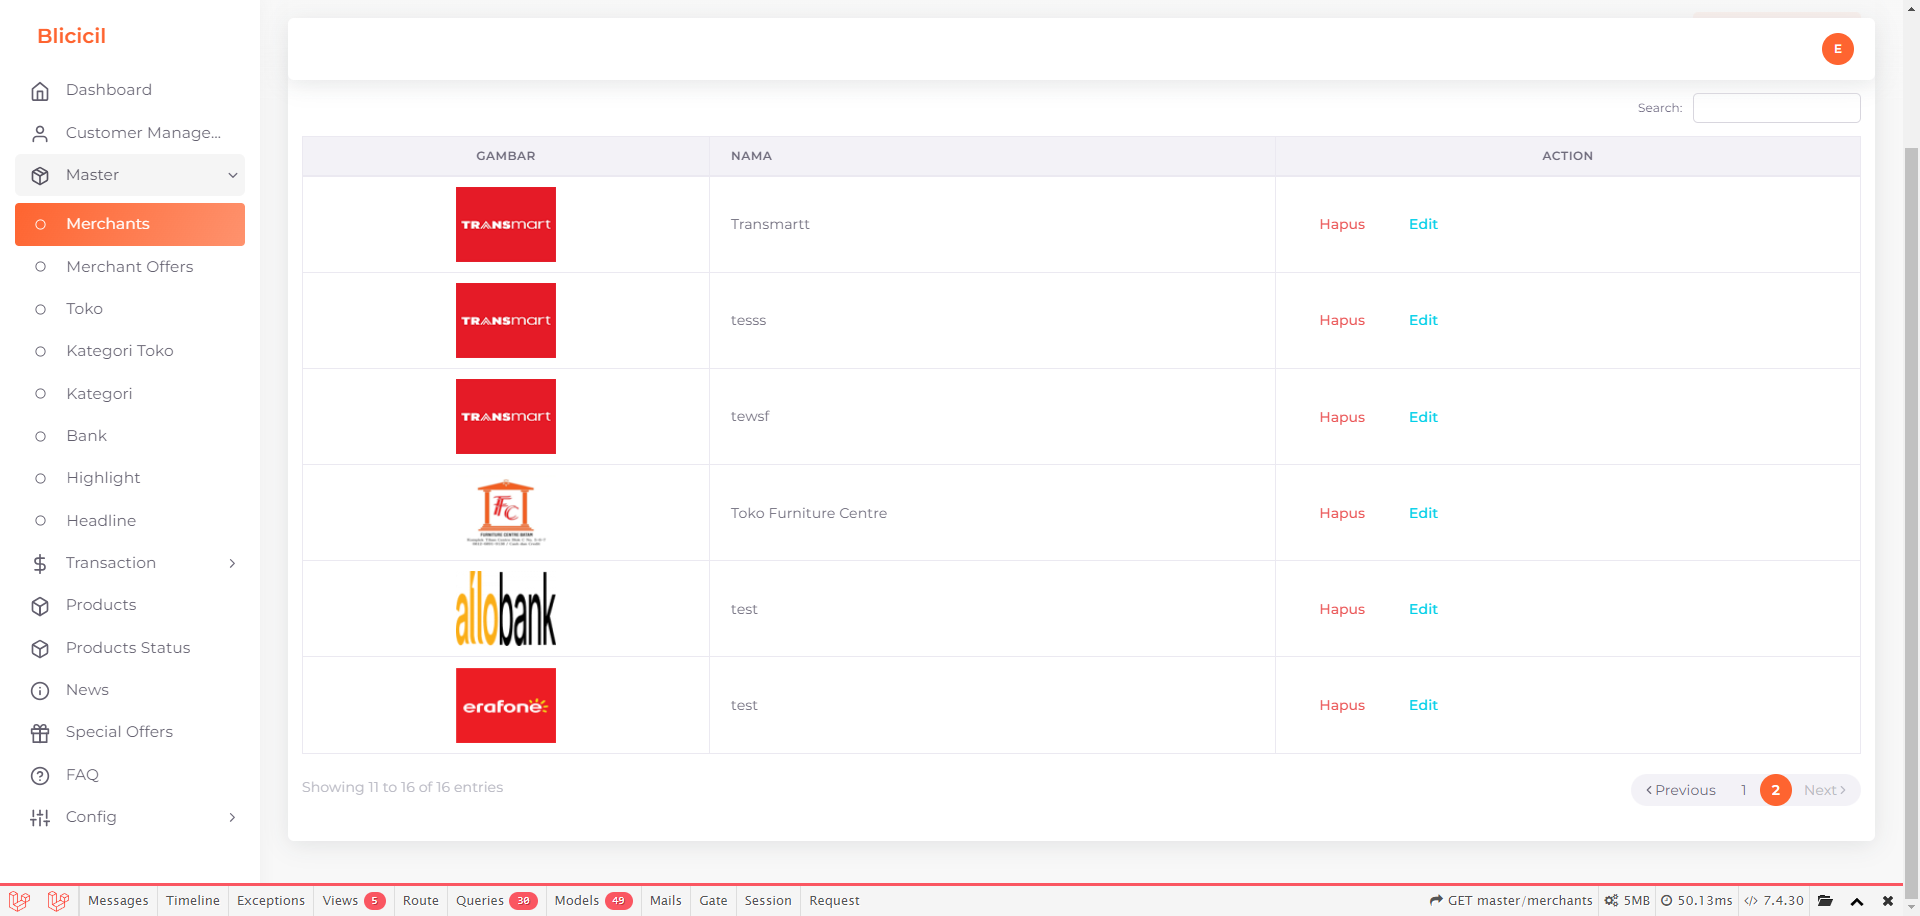 Blicicil
E
Dashboard
Customer Manage...
Master
Merchants
Merchant Offers
Toko
Kategori Toko
Kategori
Bank
Highlight
Headline
Transaction
Products
Products Status
News
Special Offers
FAQ
Config
Search:
GAMBAR NAMA ACTION
TRANSmart Transmartt Hapus Edit
TRANSmart tesss Hapus Edit
TRANSmart tewsf Hapus Edit
FC
FURNITURE CENTRE BATAM
Toko Furniture Centre Hapus Edit
allobank test Hapus Edit
erafone test Hapus Edit
Showing 11 to 16 of 16 entries
Previous 1 2 Next
Messages Timeline Exceptions Views 5 Route Queries 30 Models 49 Mails Gate Session Request GET master/merchants 5MB 50.13ms </> 7.4.30